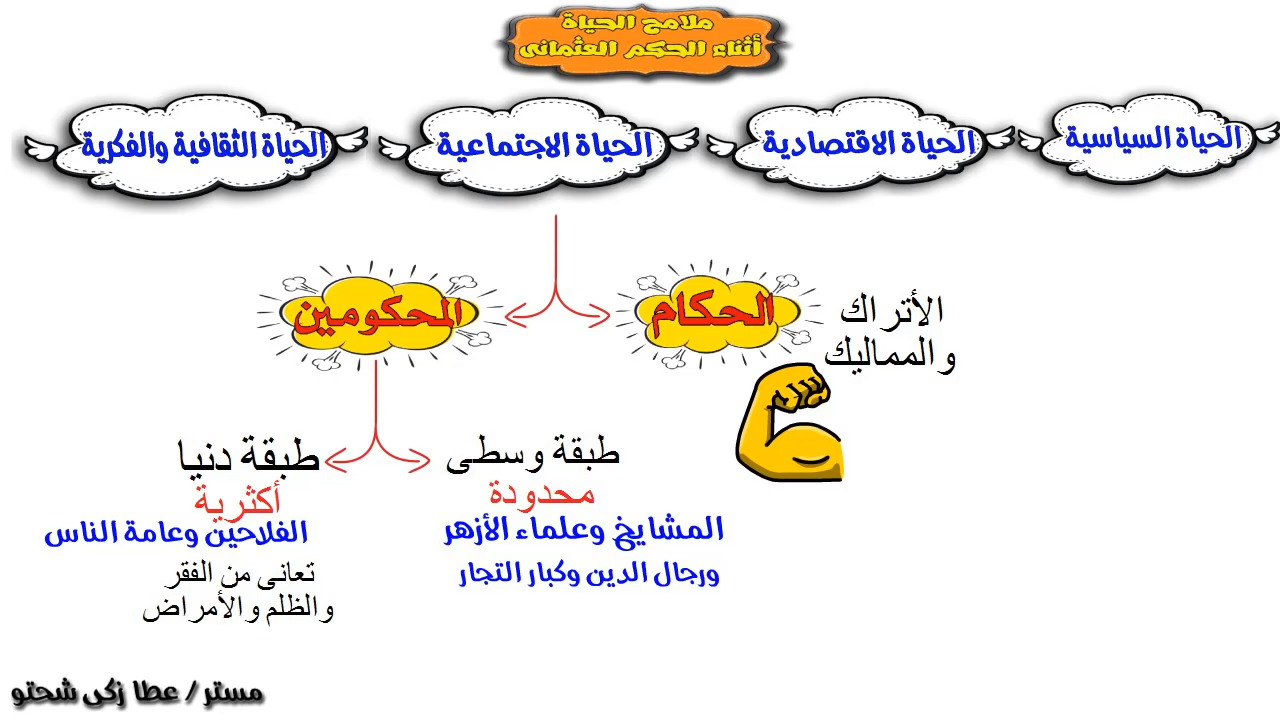 ملامح الحياة
أثناء الحكم العثمانى
الحياة السياسية
الحياة الاقتصادية
الحياة الاجتماعية
الحياة الثقافية والفكرية
الحكام
الأتراك
والمماليك
المحكومين
طبقة وسطى
محدودة
المشايخ وعلماء الأزهر
ورجال الدين وكبار التجار
طبقة دنيا
أكثرية
الفلاحين وعامة الناس
تعانى من الفقر
والظلم والأمراض
مستر / عطا زكى شحتو